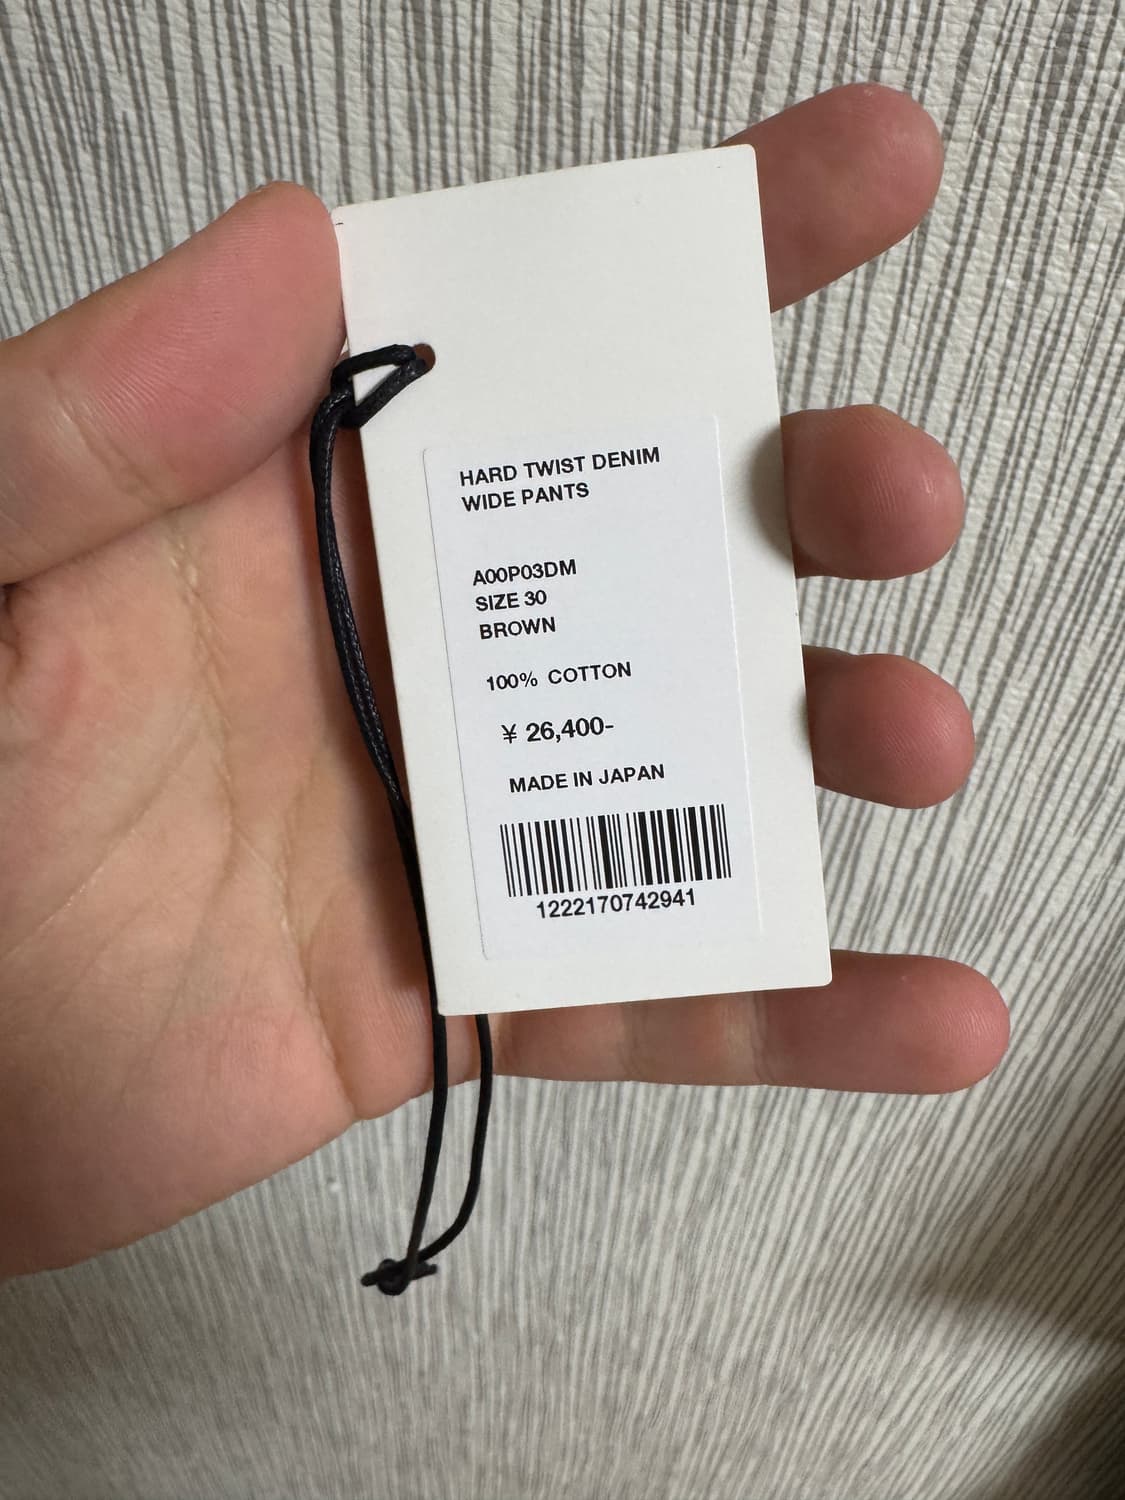 HARD TWIST DENIM
WIDE PANTS
A00P03DM
SIZE 30
BROWN
100% COTTON
¥ 26,400-
MADE IN JAPAN
1222170742941